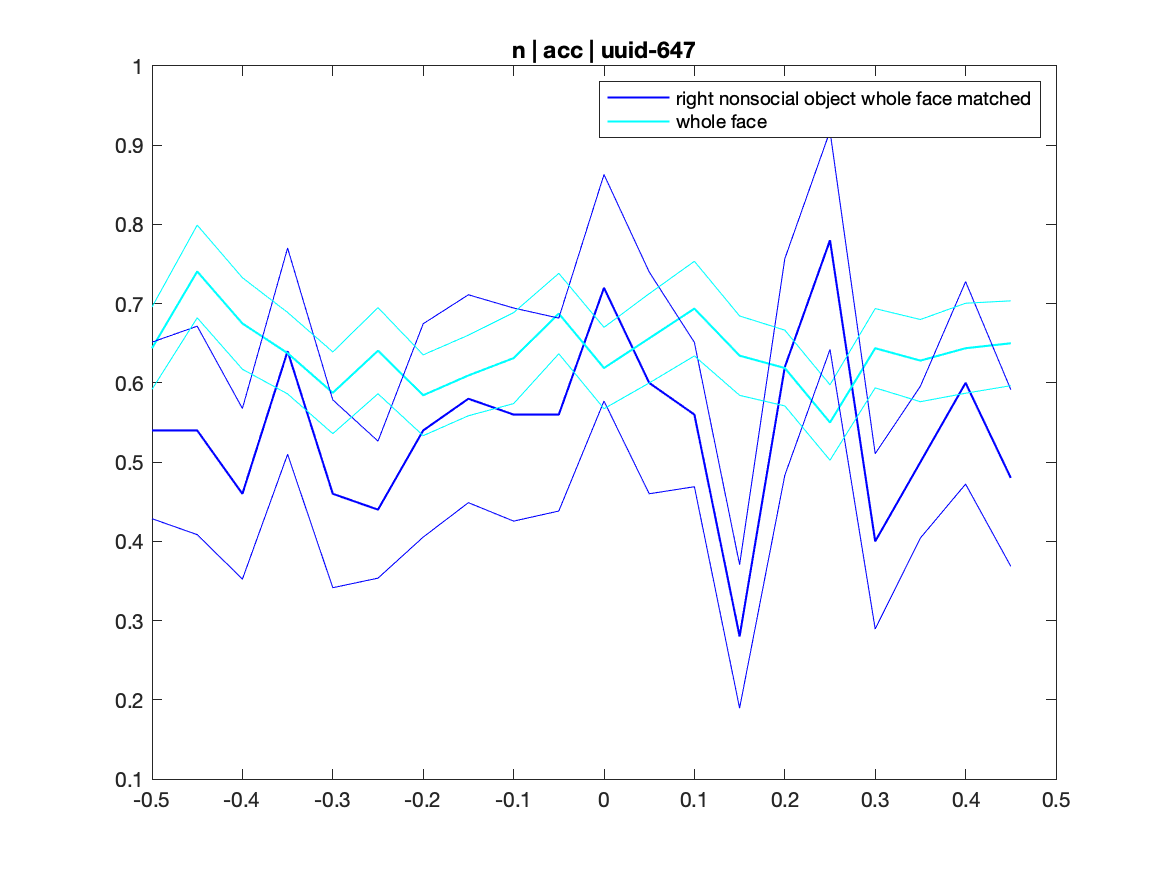 n | acc | uuid-647
right nonsocial object whole face matched
whole face
1
0.9
0.8
0.7
0.6
0.5
0.4
0.3
0.2
0.1
-0.5 -0.4 -0.3 -0.2 -0.1 0 0.1 0.2 0.3 0.4 0.5